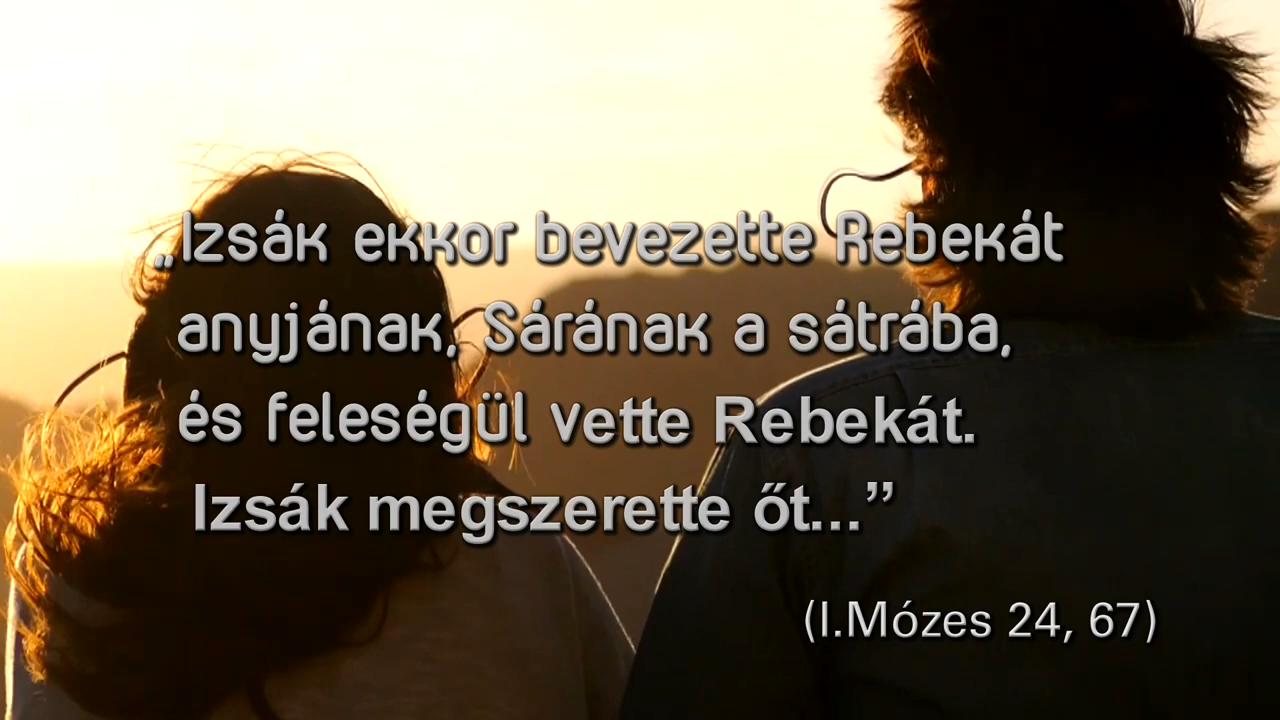 „Izsák ekkor bevezette Rebekát
anyjának, Sárának a sátrába,
és feleségül vette Rebekát.
Izsák megszerette őt...”
(I.Mózes 24, 67)